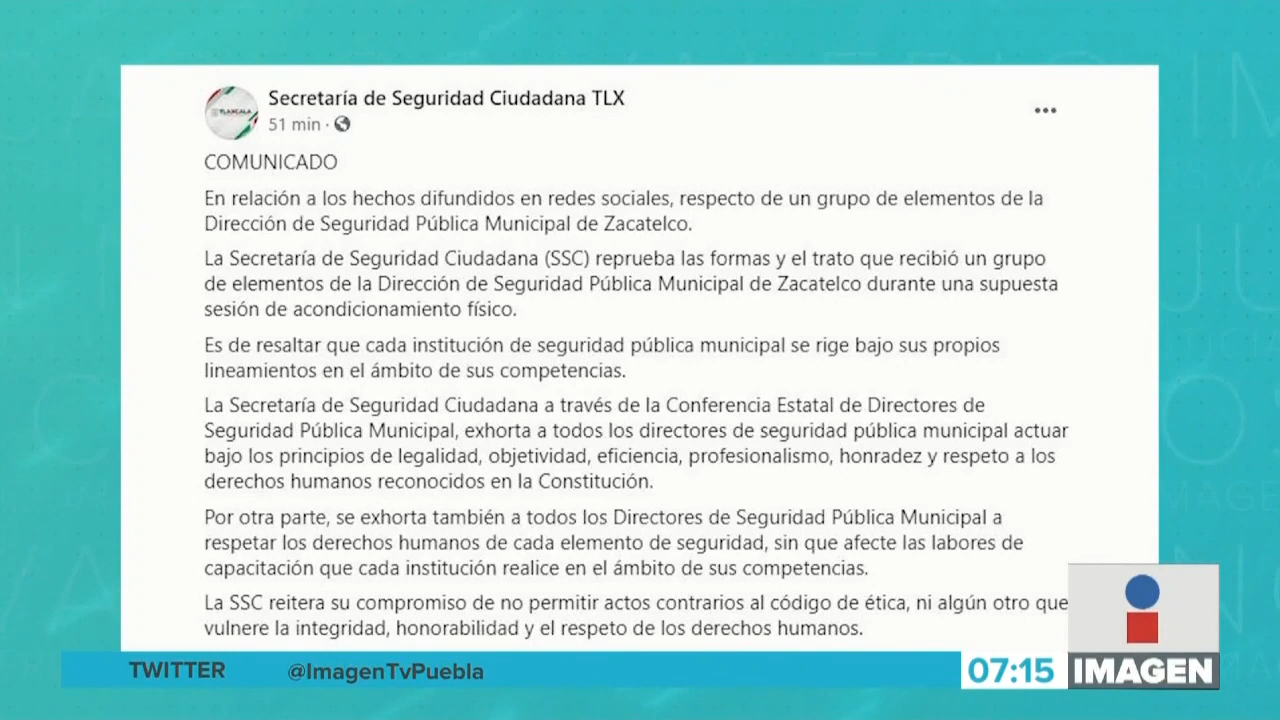 Secretaría de Seguridad Ciudadana TLX
51 min ·
TLAXCALA
COMUNICADO
En relación a los hechos difundidos en redes sociales, respecto de un grupo de elementos de la
Dirección de Seguridad Pública Municipal de Zacatelco.
La Secretaría de Seguridad Ciudadana (SSC) reprueba las formas y el trato que recibió un grupo
de elementos de la Dirección de Seguridad Pública Municipal de Zacatelco durante una supuesta
sesión de acondicionamiento físico.
Es de resaltar que cada institución de seguridad pública municipal se rige bajo sus propios
lineamientos en el ámbito de sus competencias.
La Secretaría de Seguridad Ciudadana a través de la Conferencia Estatal de Directores de
Seguridad Pública Municipal, exhorta a todos los directores de seguridad pública municipal actuar
bajo los principios de legalidad, objetividad, eficiencia, profesionalismo, honradez y respeto a los
derechos humanos reconocidos en la Constitución.
Por otra parte, se exhorta también a todos los Directores de Seguridad Pública Municipal a
respetar los derechos humanos de cada elemento de seguridad, sin que afecte las labores de
capacitación que cada institución realice en el ámbito de sus competencias.
La SSC reitera su compromiso de no permitir actos contrarios al código de ética, ni algún otro que
vulnere la integridad, honorabilidad y el respeto de los derechos humanos.
TWITTER @ImagenTvPuebla
07:15 IMAGEN